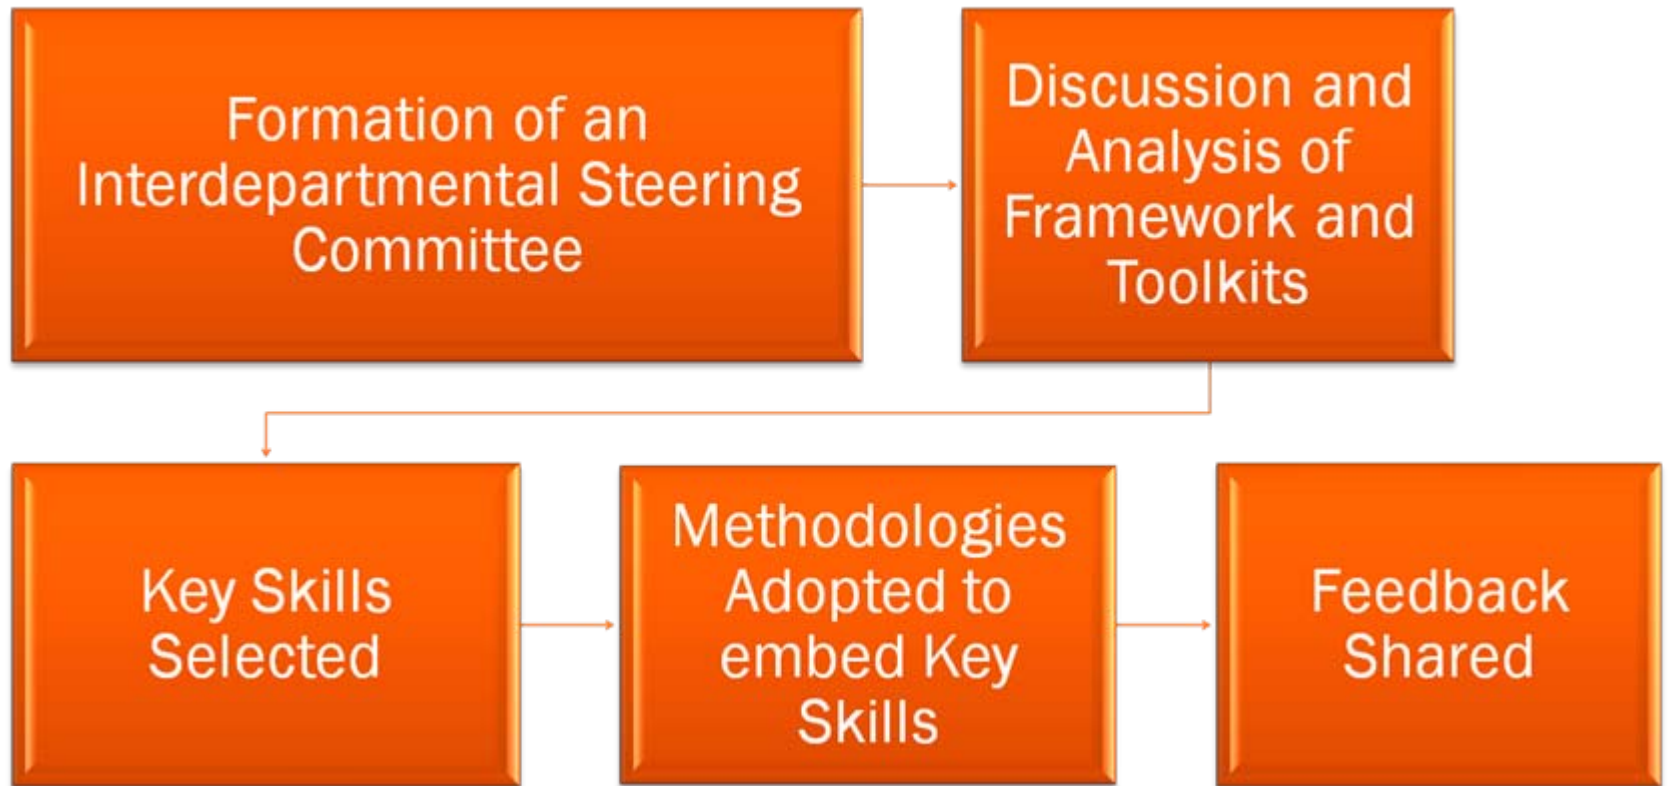 Formation of an
Interdepartmental Steering
Committee
Discussion and
Analysis of
Framework and
Toolkits
Key Skills
Selected
Methodologies
Adopted to
embed Key
Skills
Feedback
Shared